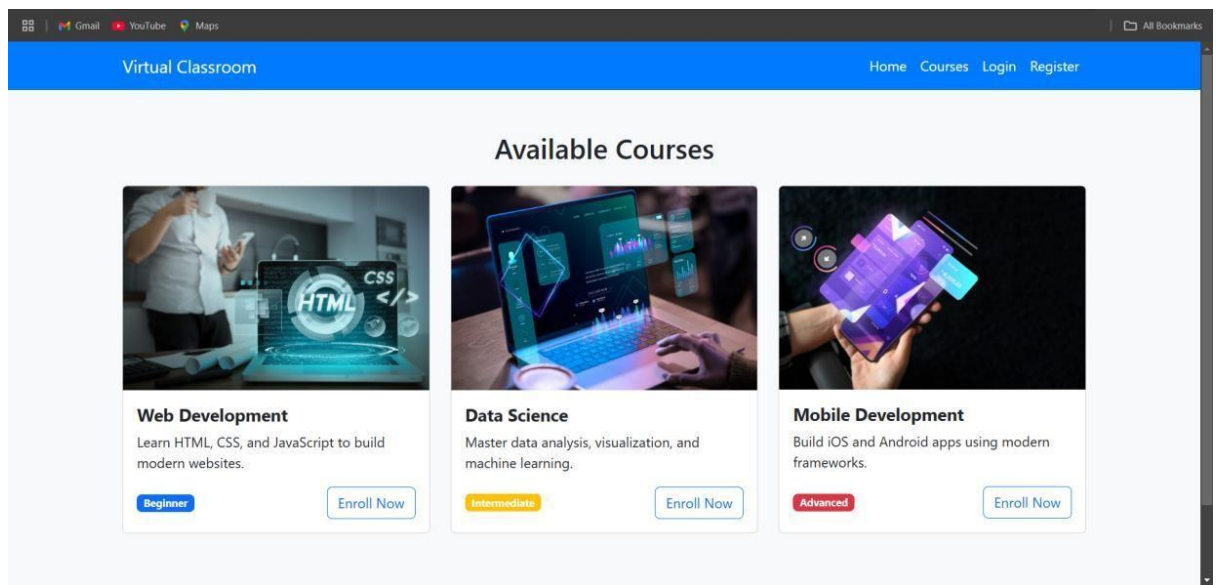 Gmail YouTube Maps All Bookmarks
Virtual Classroom Home Courses Login Register
Available Courses
HTML
CSS
</>
Web Development
Learn HTML, CSS, and JavaScript to build
modern websites.
Beginner Enroll Now
Data Science
Master data analysis, visualization, and
machine learning.
Intermediate Enroll Now
Mobile Development
Build iOS and Android apps using modern
frameworks.
Advanced Enroll Now